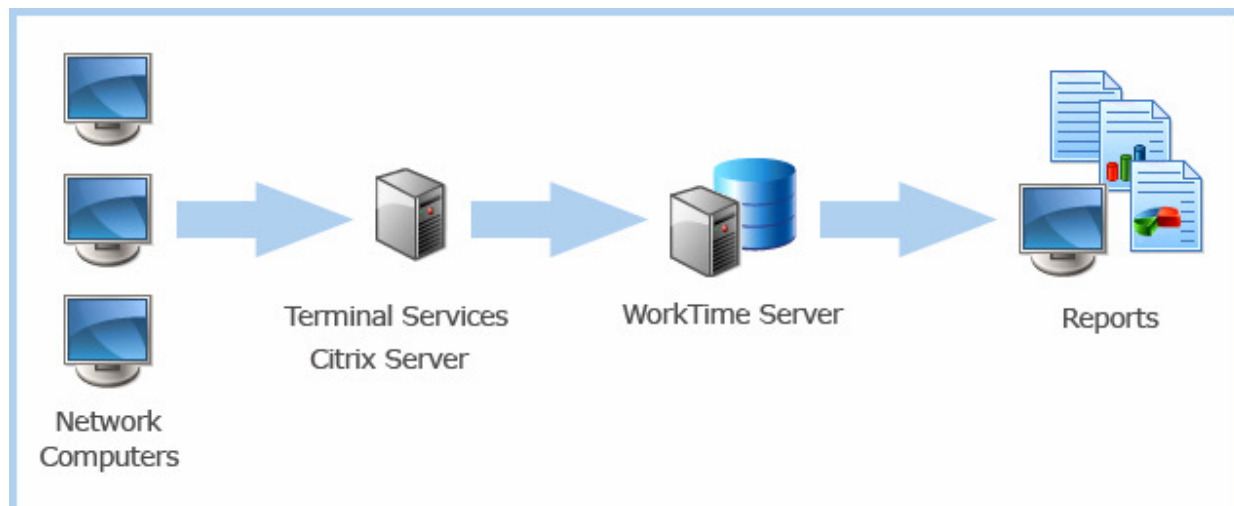 Terminal Services
Citrix Server
WorkTime Server
Reports
Network
Computers